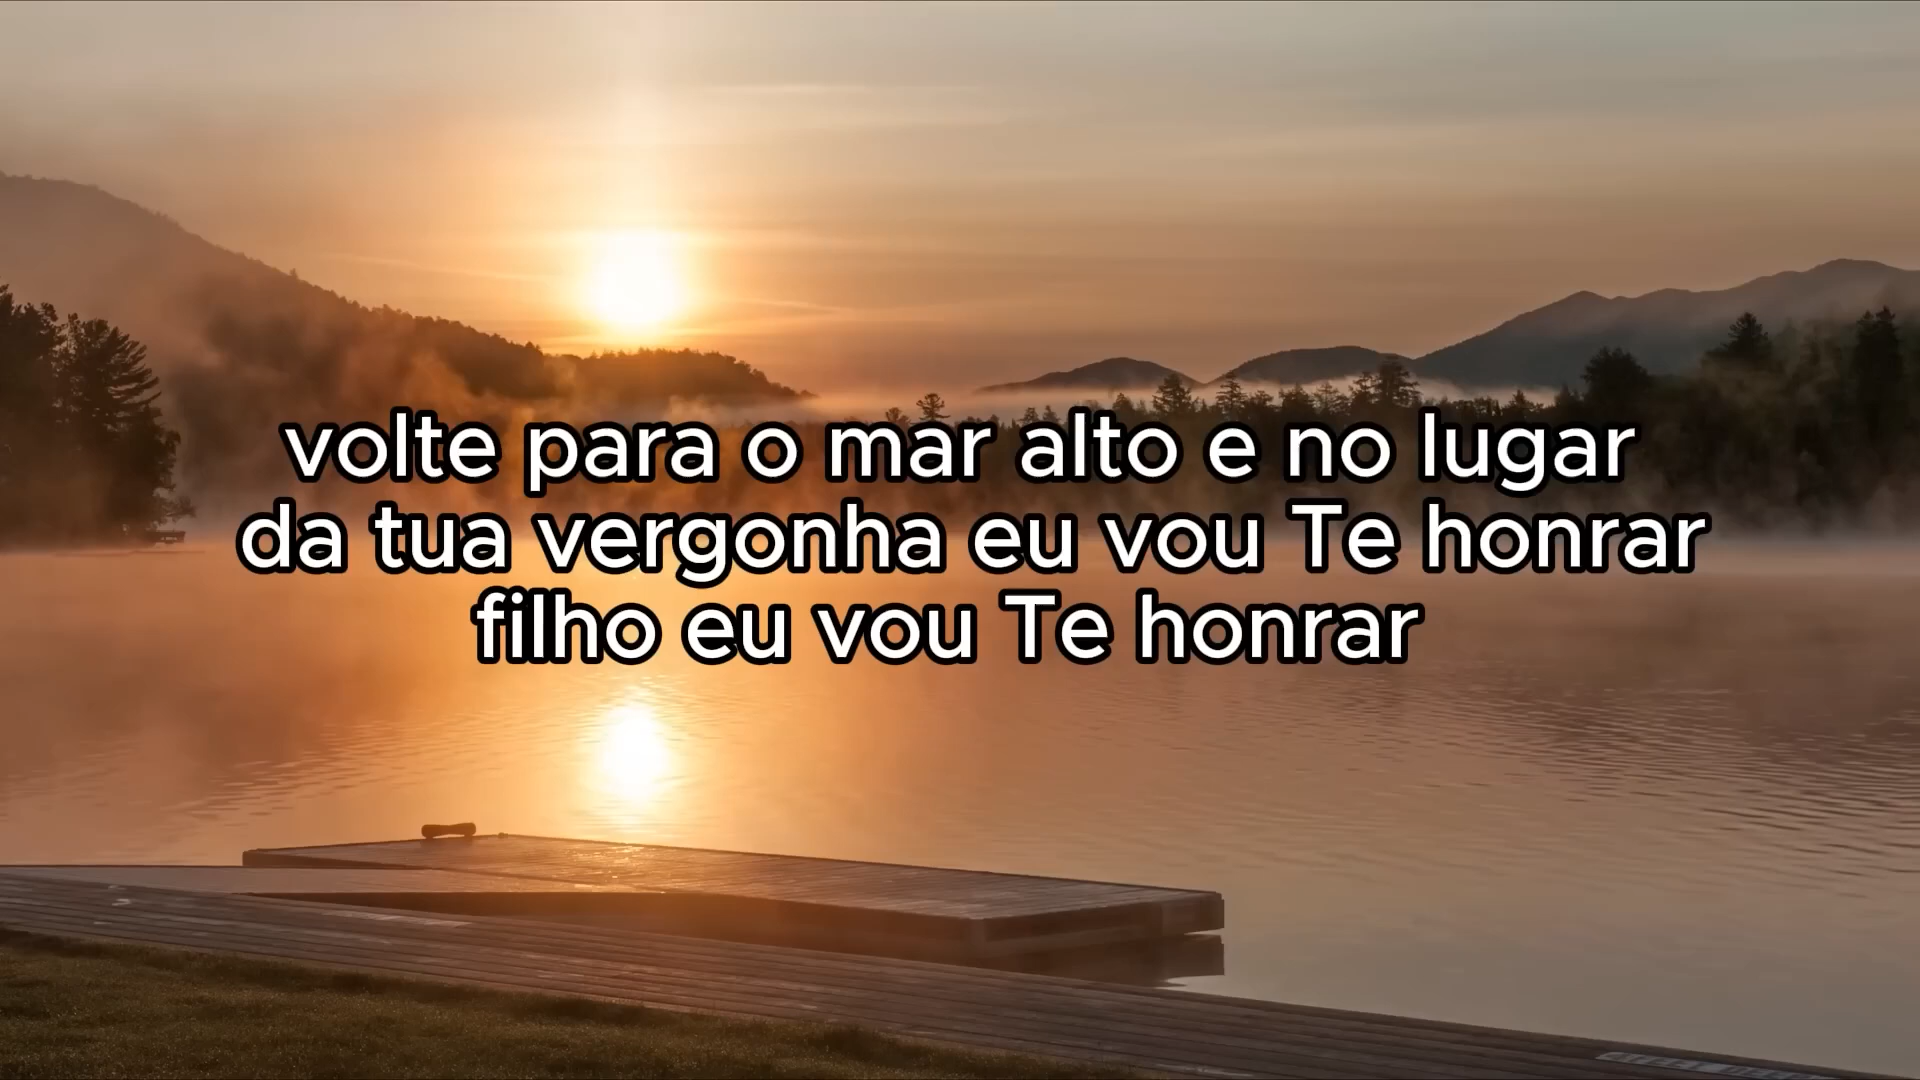 volte para o mar alto e no lugar
da tua vergonha eu vou Te honrar
filho eu vou Te honrar